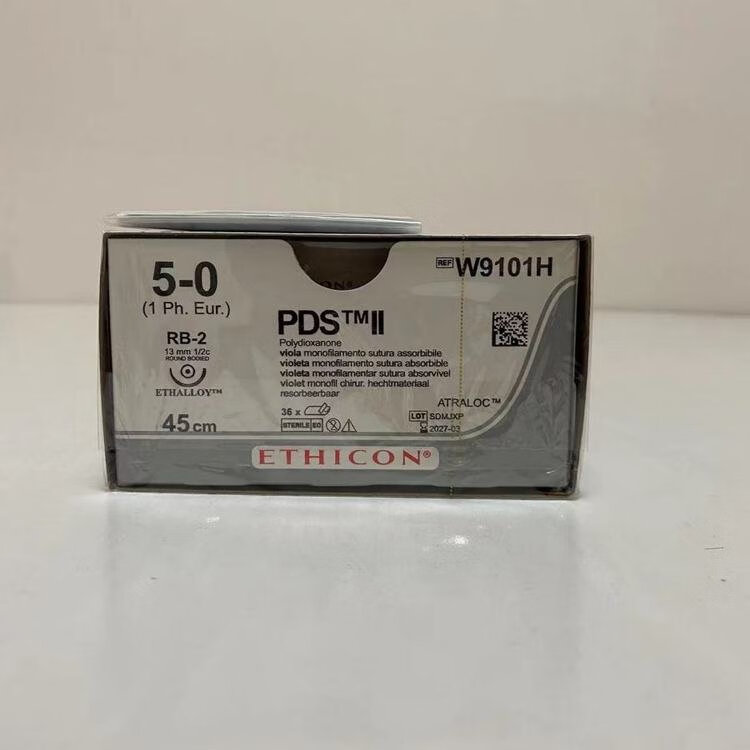 5-0
(1 Ph. Eur.)
RB-2
13 mm 1/2c
ROUND BODIED
ETHALLOY™
45 cm
PDS™II
Polydioxanone
viola monofilamento sutura assorbibile
violeta monofilamento sutura absorbible
violeta monofilamentar sutura absorvível
violet monofil chirur. hechtmateriaal
resorbeerbaar
36 x
STERILE EO
REF W9101H
ATRALOC™
LOT SDMJXP
2027-03
ETHICON®